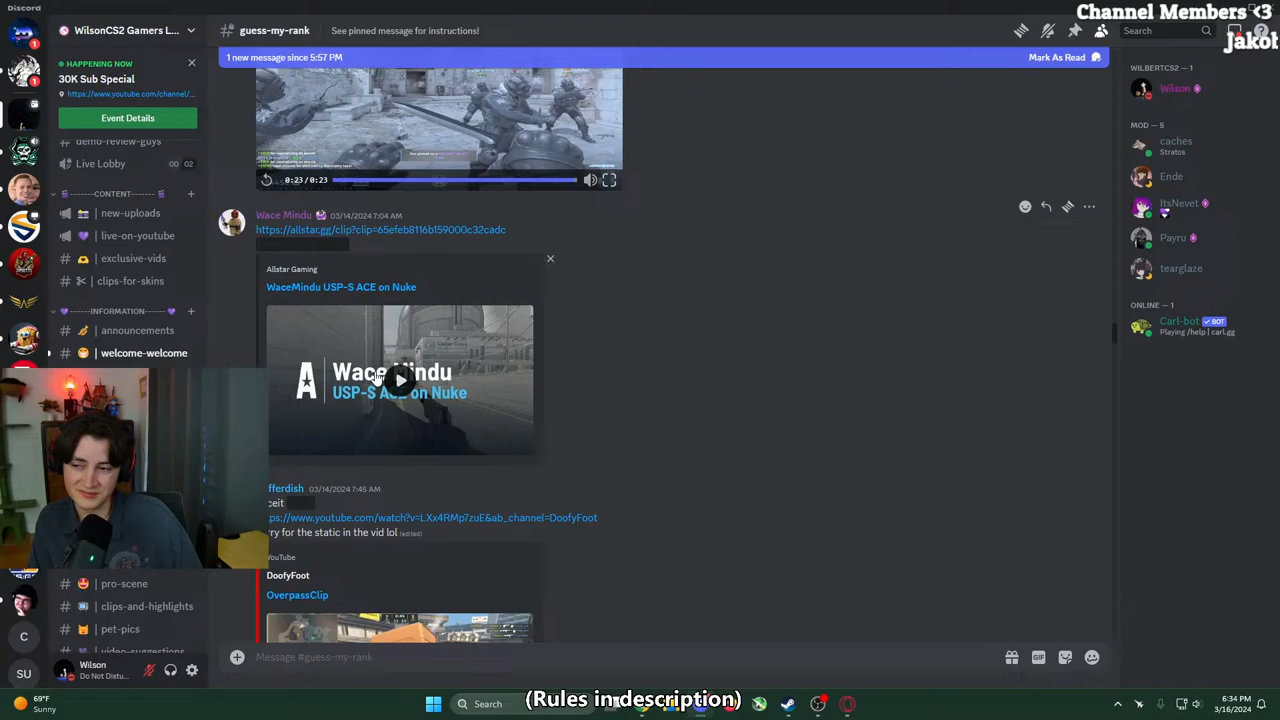 Discord
Channel Members <3
Jakol
WilsonCS2 Gamers L...
guess-my-rank
See pinned message for instructions!
Search
1 new message since 5:57 PM
Mark As Read
HAPPENING NOW
30K Sub Special
https://www.youtube.com/channel/...
Event Details
demo-review-guys
Live Lobby
00 02
-------CONTENT-------
| new-uploads
| live-on-youtube
| exclusive-vids
| clips-for-skins
------INFORMATION------
| announcements
| welcome-welcome
| pro-scene
| clips-and-highlights
| pet-pics
| video-suggestions
C
SU
Wilson
Do Not Distu...
0:23/0:23
Wace Mindu
03/14/2024 7:04 AM
https://allstar.gg/clip?clip=65efeb8116b159000c32cadc
Allstar Gaming
WaceMindu USP-S ACE on Nuke
A
Wace Mindu
USP-S ACE on Nuke
fferdish
03/14/2024 7:45 AM
ceit
ps://www.youtube.com/watch?v=LXx4RMp7zuE&ab_channel=DoofyFoot
rry for the static in the vid lol (edited)
YouTube
DoofyFoot
OverpassClip
Message #guess-my-rank
GIF
WILBERTCS2 — 1
Wilson
MOD — 5
caches
Stratos
Ende
ItsNevet
Payru
tearglaze
ONLINE — 1
Carl-bot
BOT
Playing /help | carl.gg
69°F
Sunny
Search
(Rules in description)
6:34 PM
3/16/2024